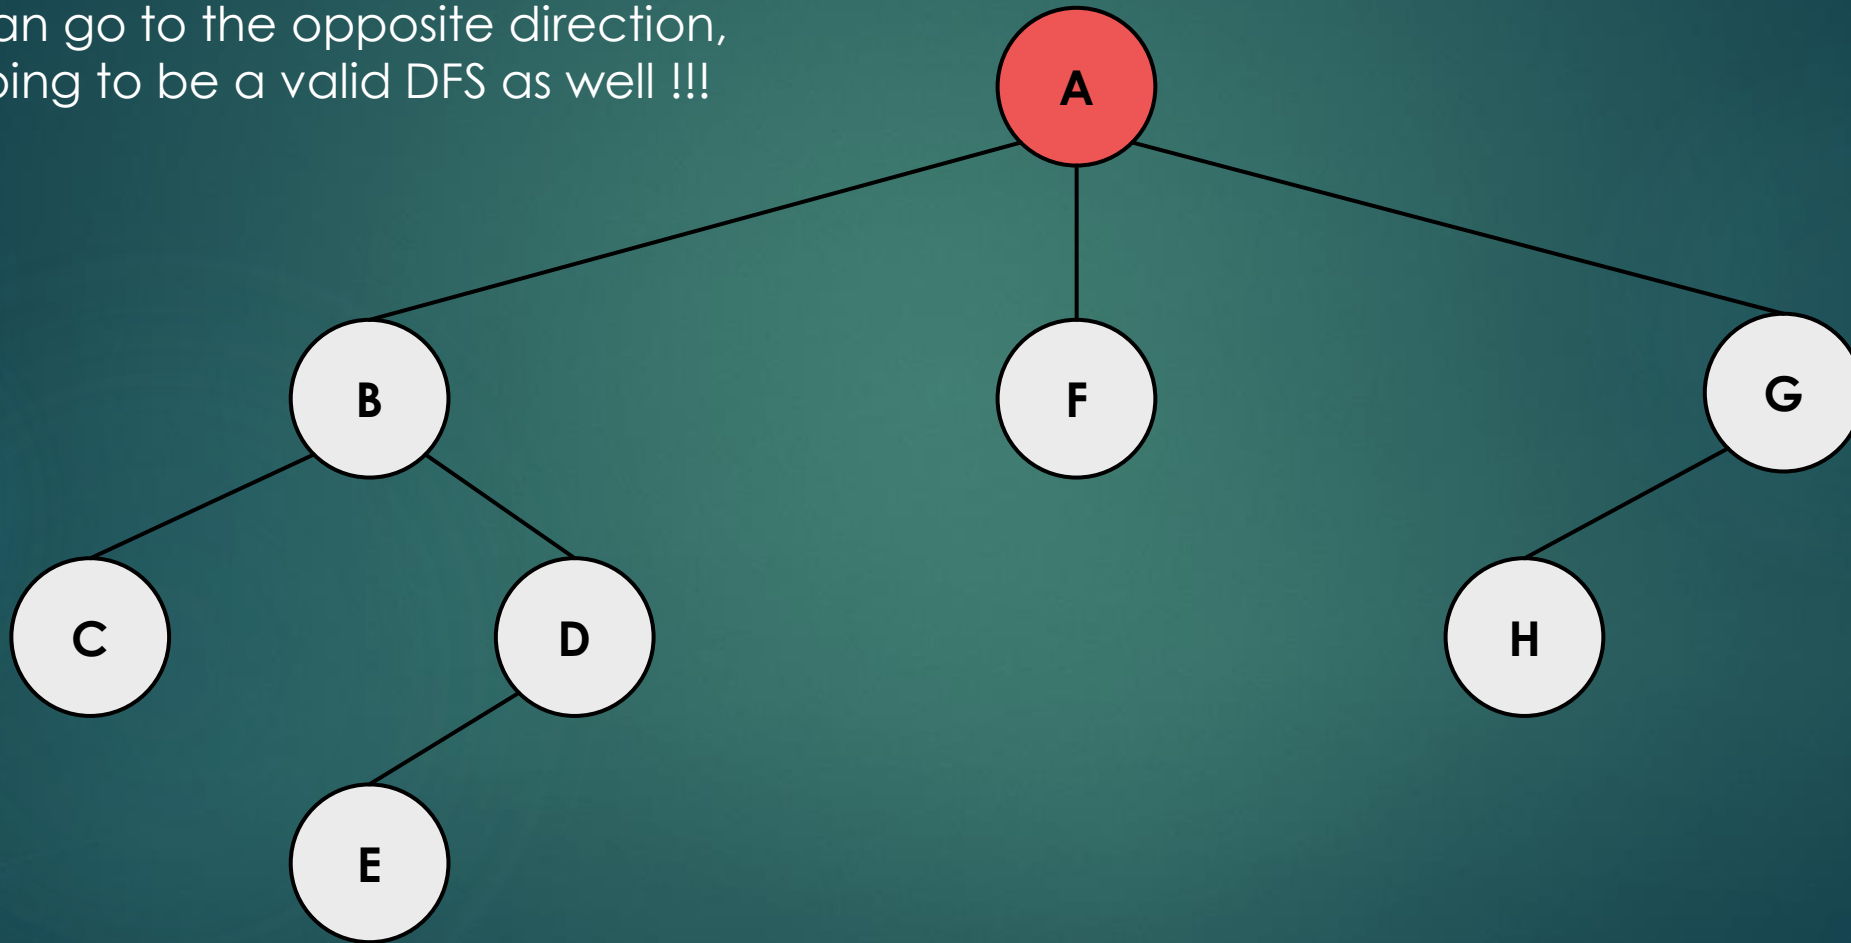 an go to the opposite direction,
oing to be a valid DFS as well !!!
A
B
F
G
C
D
H
E